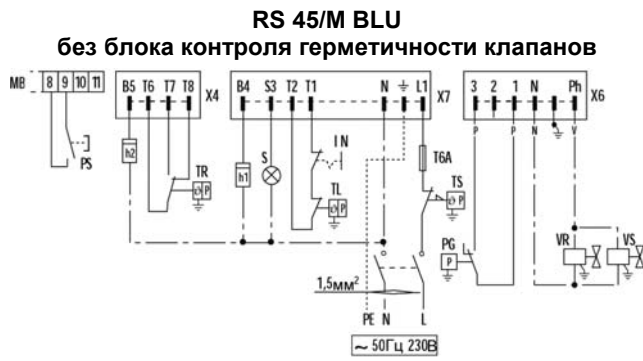 RS 45/M BLU
без блока контроля герметичности клапанов
MB 8 9 10 11
B5 T6 T7 T8 X4
B4 S3 T2 T1 N L1 X7
3 2 1 N Ph X6
P P N V
PS
h2
TR
P
h1
S
IN
TL
P
T6A
TS
P
PG
P
VR VS
1,5мм²
PE N L
~ 50Гц 230В